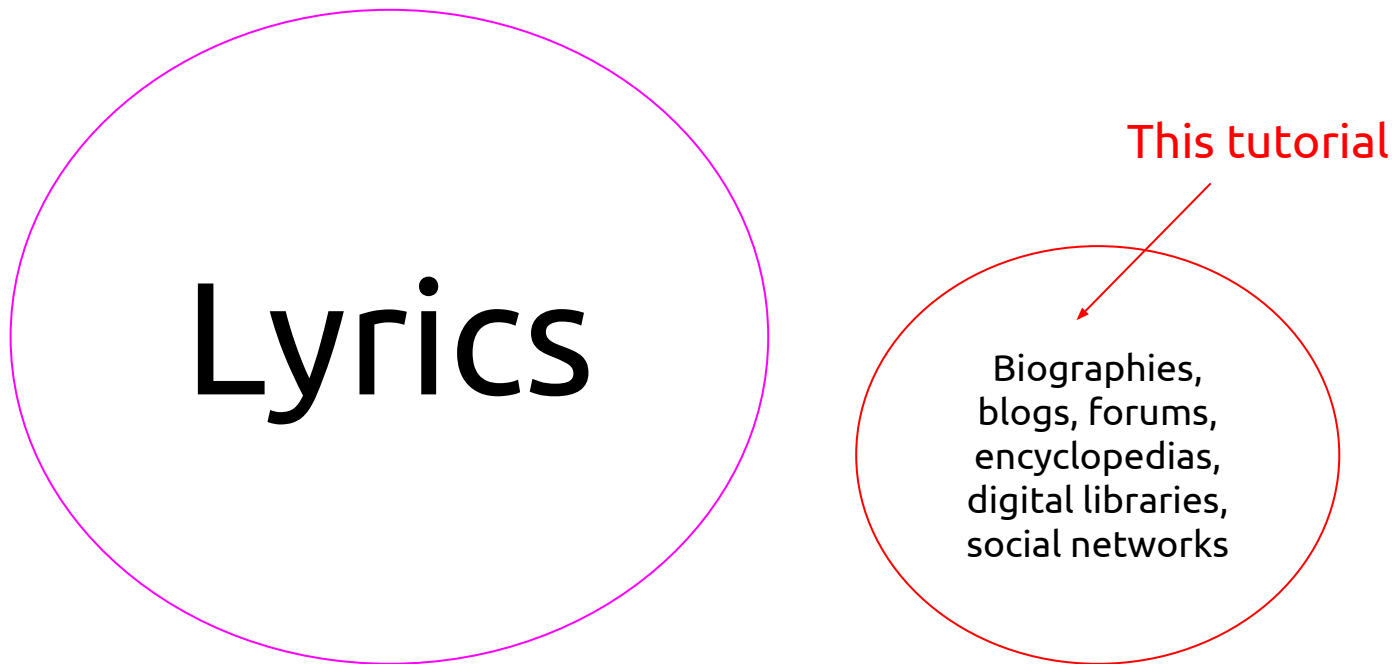 Lyrics
This tutorial
Biographies,
blogs, forums,
encyclopedias,
digital libraries,
social networks